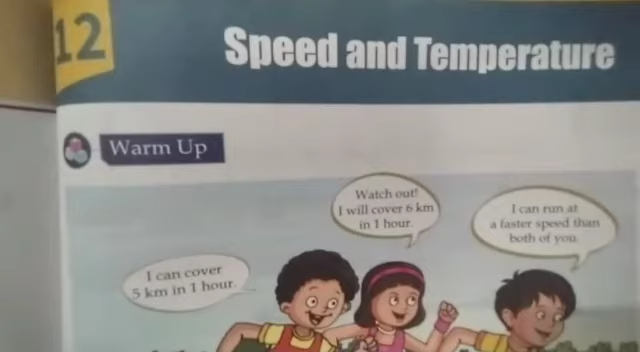 12
Speed and Temperature
Warm Up
Watch out!
I will cover 6 km
in 1 hour.
I can run at
a faster speed than
both of you.
I can cover
5 km in 1 hour.